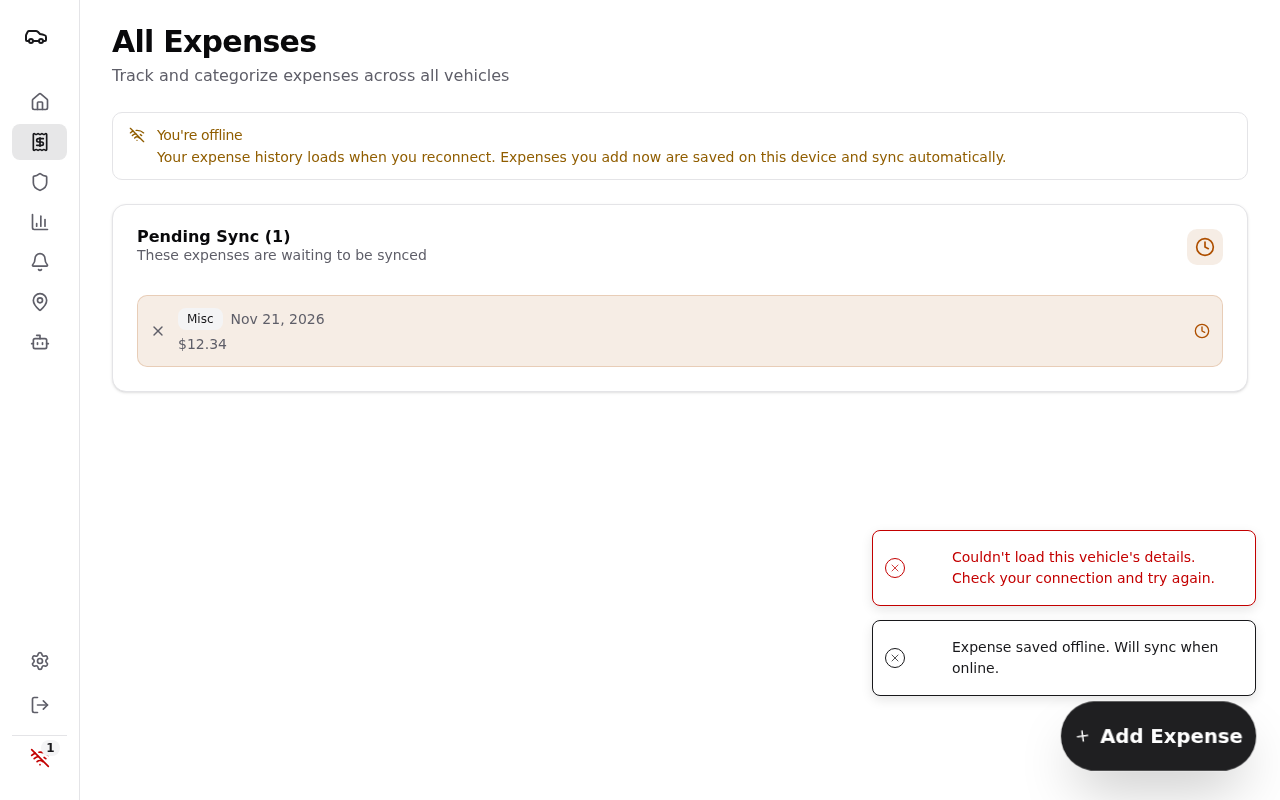 All Expenses
Track and categorize expenses across all vehicles
You're offline
Your expense history loads when you reconnect. Expenses you add now are saved on this device and sync automatically.
Pending Sync (1)
These expenses are waiting to be synced
Misc Nov 21, 2026
$12.34
Couldn't load this vehicle's details.
Check your connection and try again.
Expense saved offline. Will sync when
online.
Add Expense
1